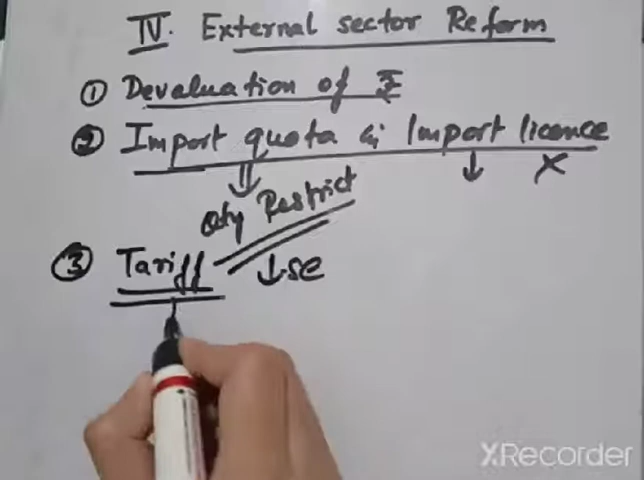 IV. External sector Reform
① Devaluation of ₹
② Import quota & Import licence
↓ X
Qty Restrict
③ Tariff ↓se
XRecorder